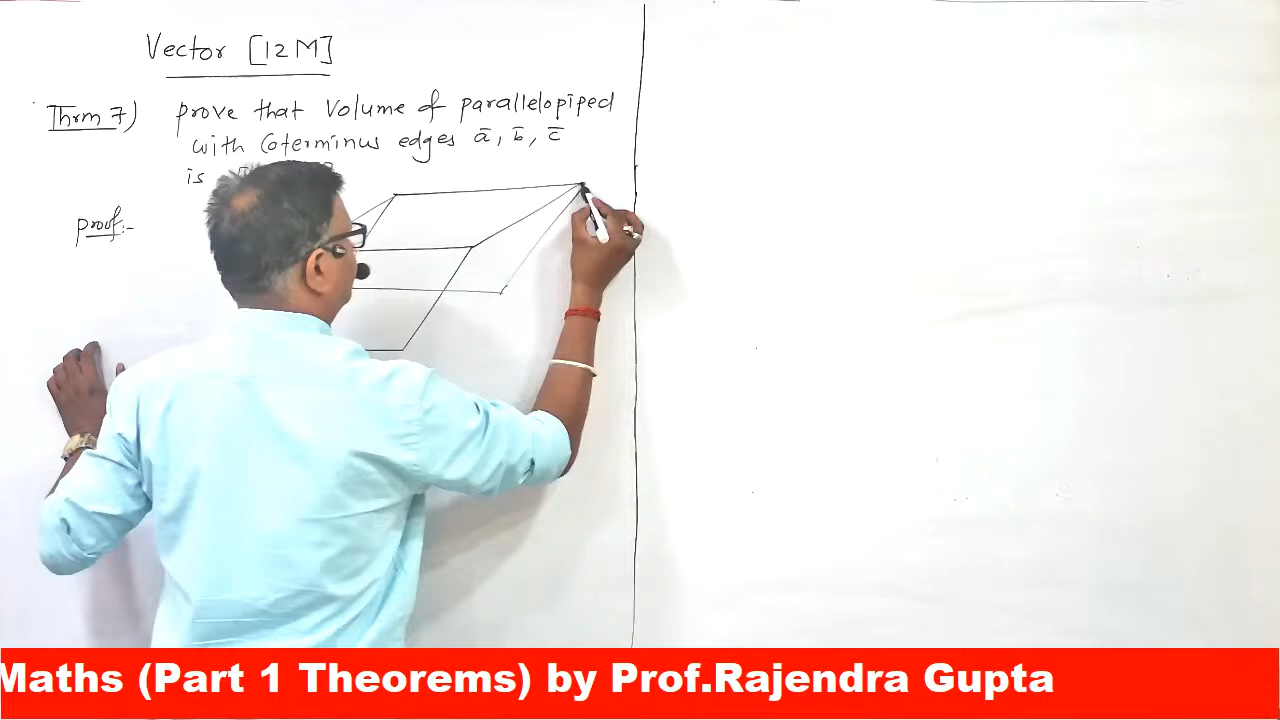 Vector [12 M]
Thrm 7) prove that Volume of parallelopiped
with Coterminus edges a̅, b̅, c̅
is
proof:-
Maths (Part 1 Theorems) by Prof.Rajendra Gupta